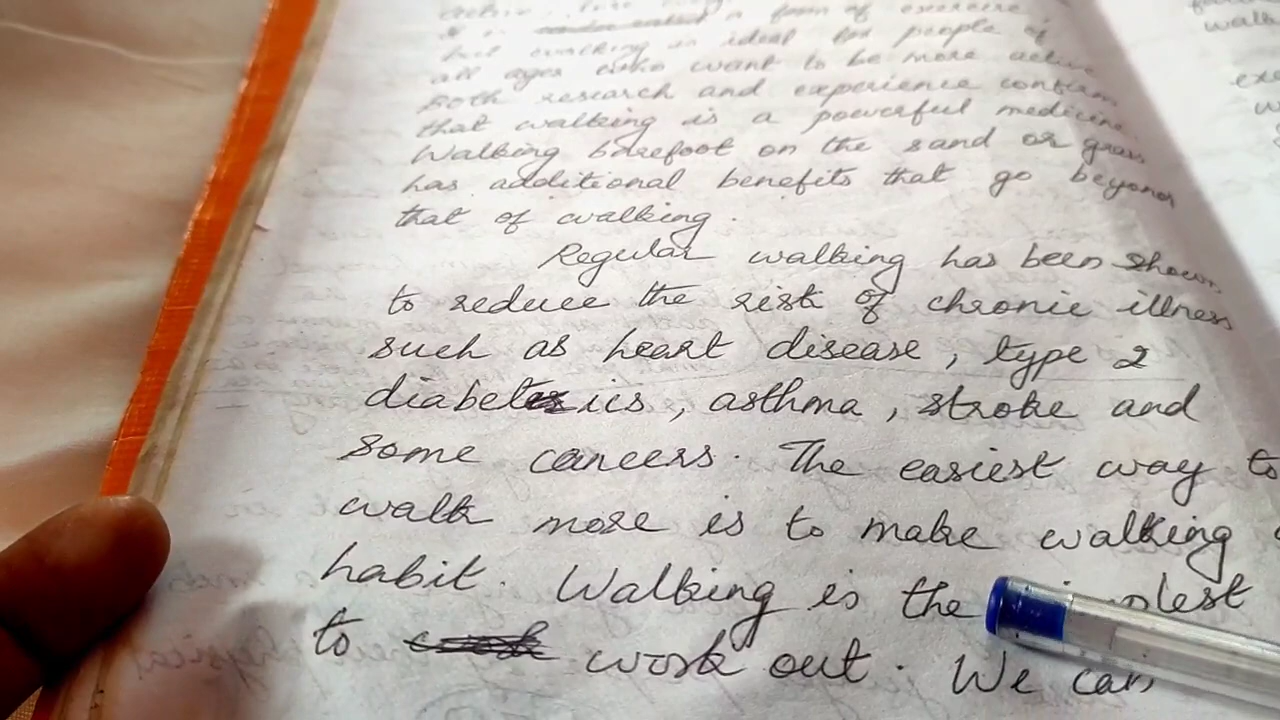 a form of exercise
but walking is ideal for people of
all ages who want to be more active
Both research and experience confirm
that walking is a powerful medicine.
Walking barefoot on the sand or grass
has additional benefits that go beyond
that of walking.
Regular walking has been shown
to reduce the risk of chronic illness
such as heart disease, type 2
diabetics, asthma, stroke and
some cancers. The easiest way to
walk more is to make walking
habit. Walking is the
to work out. We can
walk